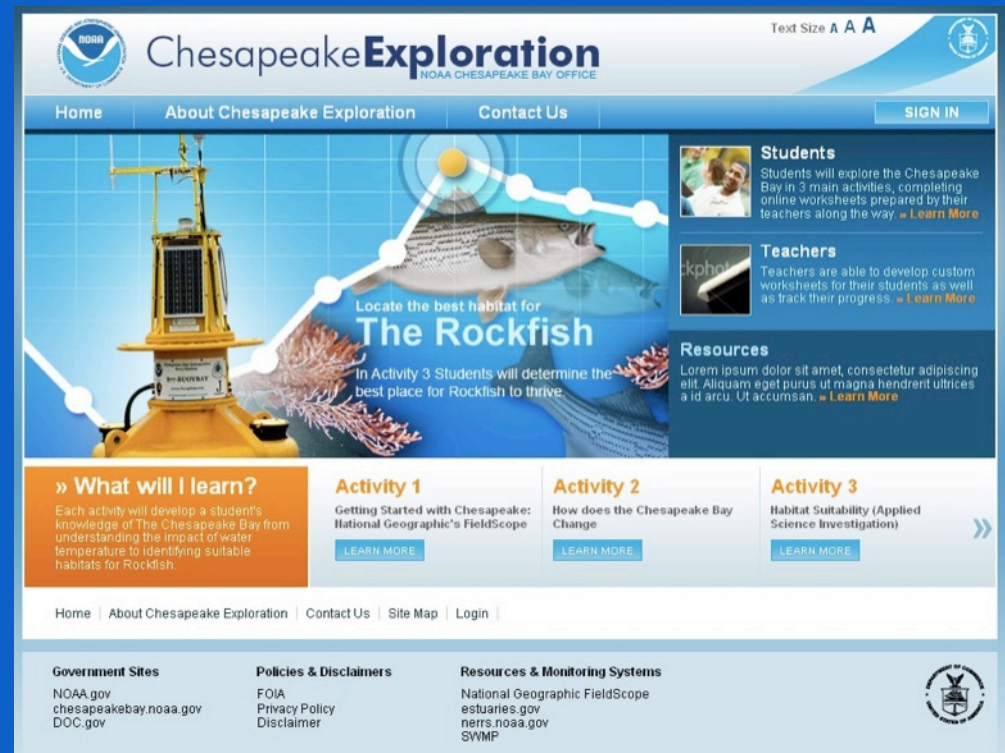 NOAA
ChesapeakeExploration
NOAA CHESAPEAKE BAY OFFICE
Text Size A A A
Home
About Chesapeake Exploration
Contact Us
SIGN IN
Locate the best habitat for
The Rockfish
In Activity 3 Students will determine the
best place for Rockfish to thrive.
Students
Students will explore the Chesapeake
Bay in 3 main activities, completing
online worksheets prepared by their
teachers along the way. » Learn More
Teachers
Teachers are able to develop custom
worksheets for their students as well
as track their progress. » Learn More
Resources
Lorem ipsum dolor sit amet, consectetur adipiscing
elit. Aliquam eget purus ut magna hendrerit ultrices
a id arcu. Ut accumsan. » Learn More
» What will I learn?
Each activity will develop a student's
knowledge of The Chesapeake Bay from
understanding the impact of water
temperature to identifying suitable
habitats for Rockfish.
Activity 1
Getting Started with Chesapeake:
National Geographic's FieldScope
LEARN MORE
Activity 2
How does the Chesapeake Bay
Change
LEARN MORE
Activity 3
Habitat Suitability (Applied
Science Investigation)
LEARN MORE
»
Home
About Chesapeake Exploration
Contact Us
Site Map
Login
Government Sites
NOAA.gov
chesapeakebay.noaa.gov
DOC.gov
Policies & Disclaimers
FOIA
Privacy Policy
Disclaimer
Resources & Monitoring Systems
National Geographic FieldScope
estuaries.gov
nerrs.noaa.gov
SWMP
DEPARTMENT OF COMMERCE
UNITED STATES OF AMERICA